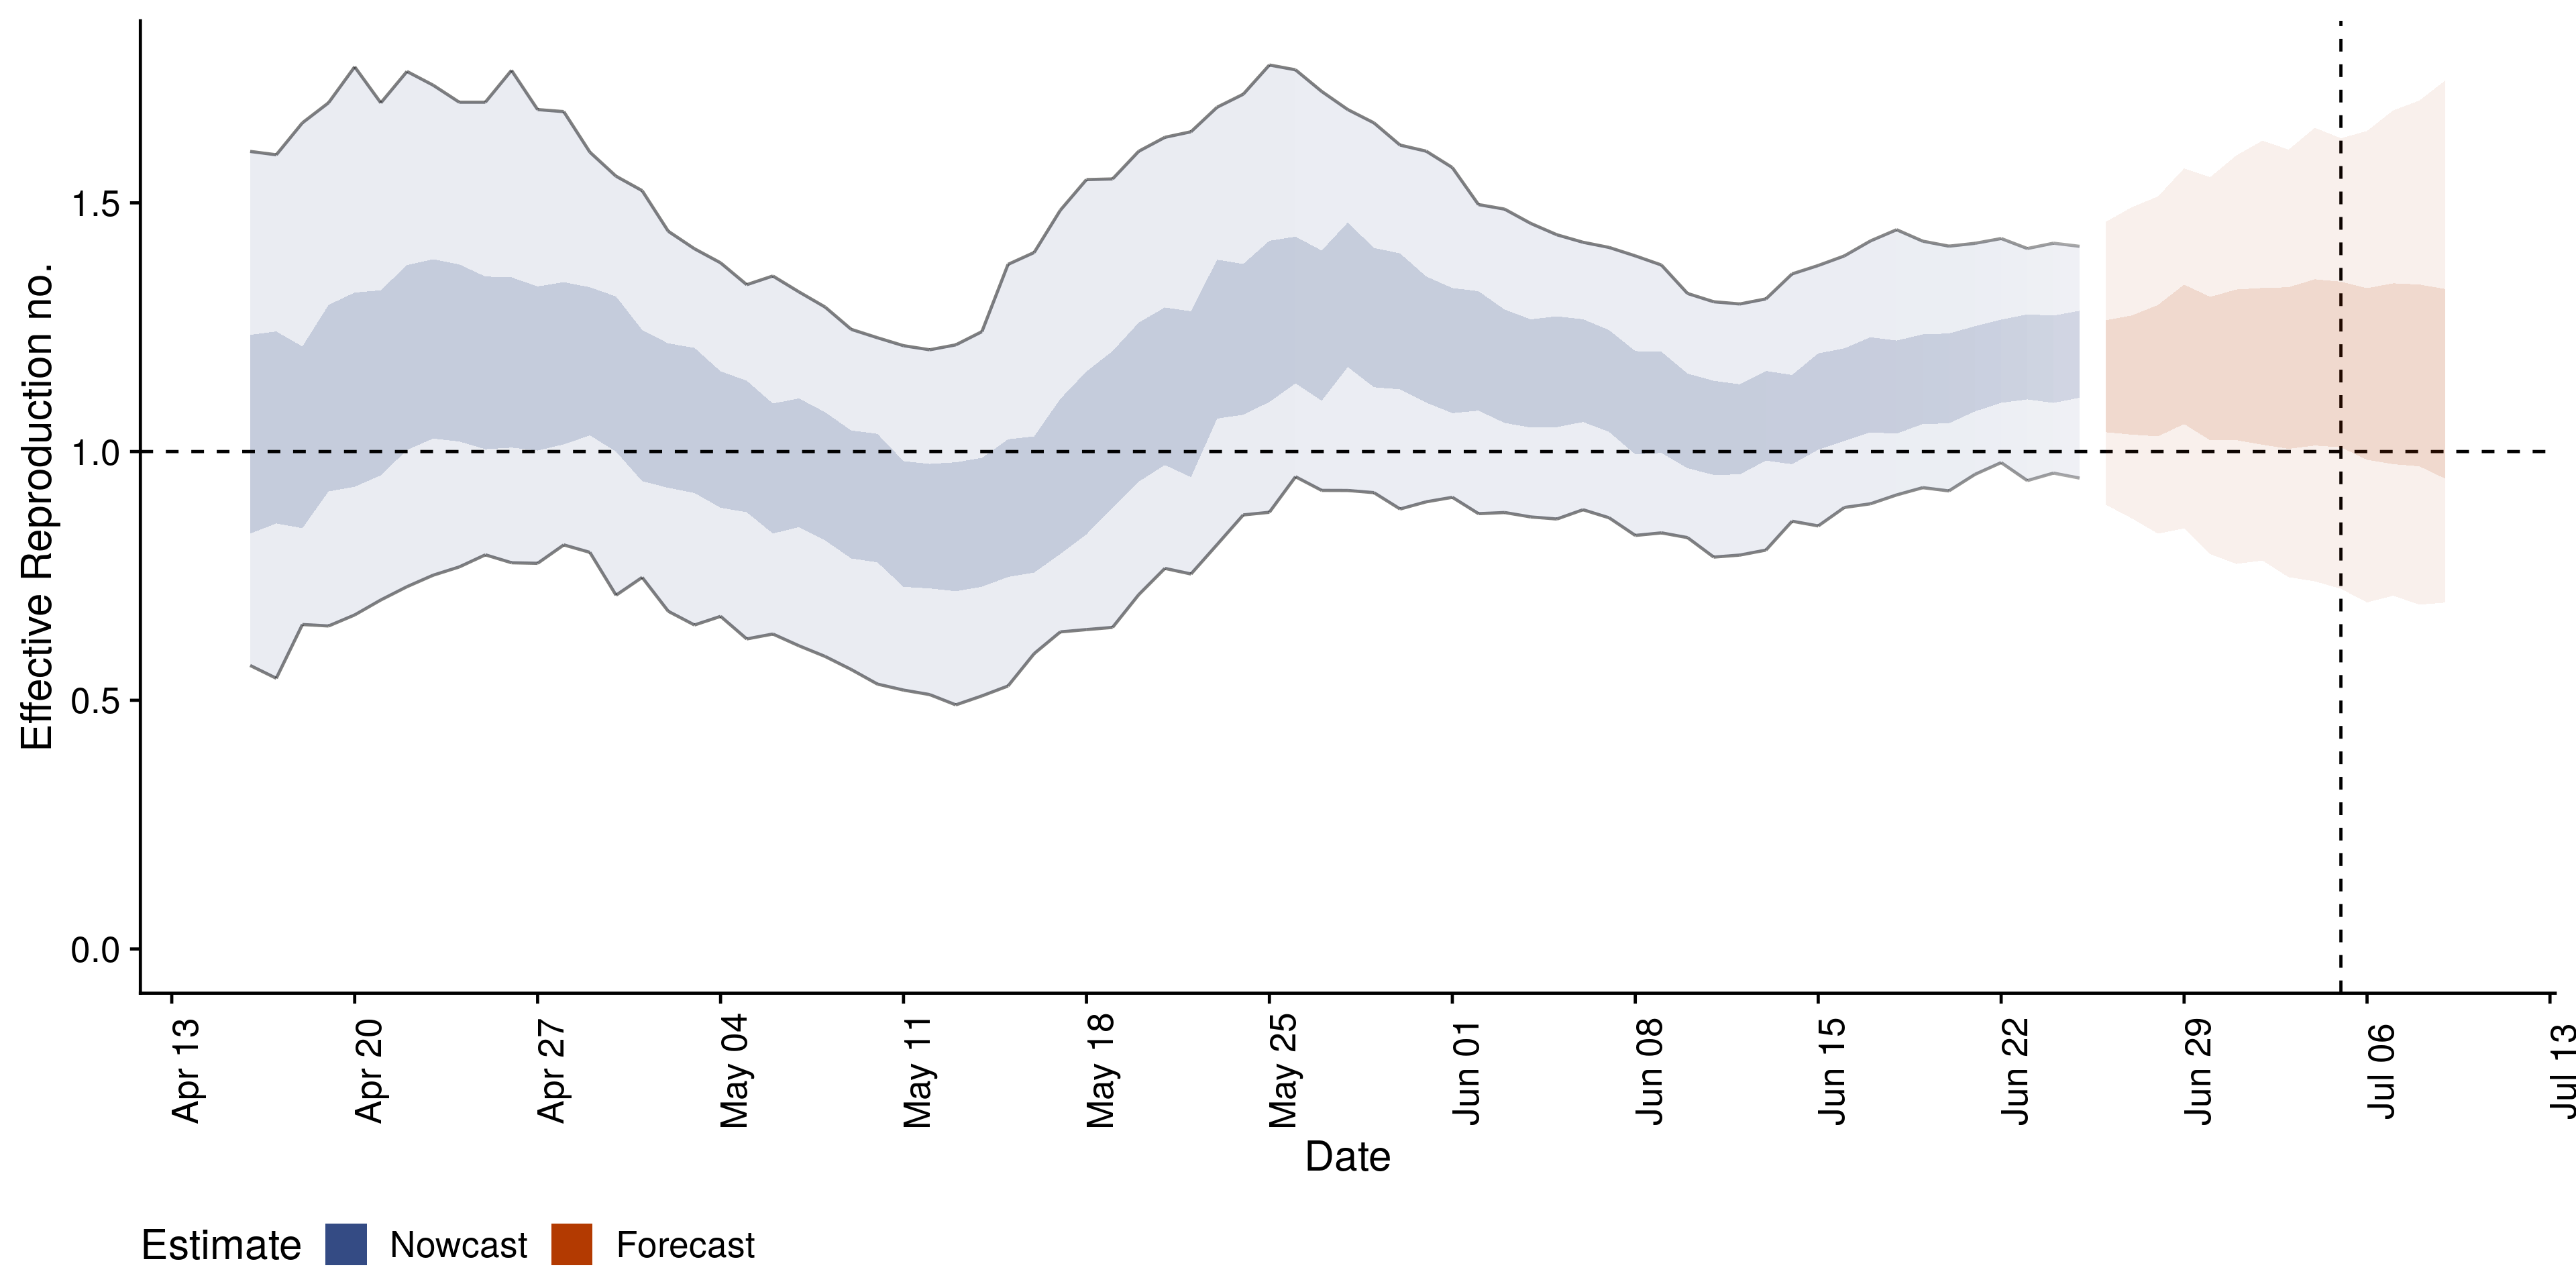 Effective Reproduction no.
1.5
1.0
0.5
0.0
Apr 13
Apr 20
Apr 27
May 04
May 11
May 18
May 25
Jun 01
Jun 08
Jun 15
Jun 22
Jun 29
Jul 06
Jul 13
Date
Estimate Nowcast Forecast